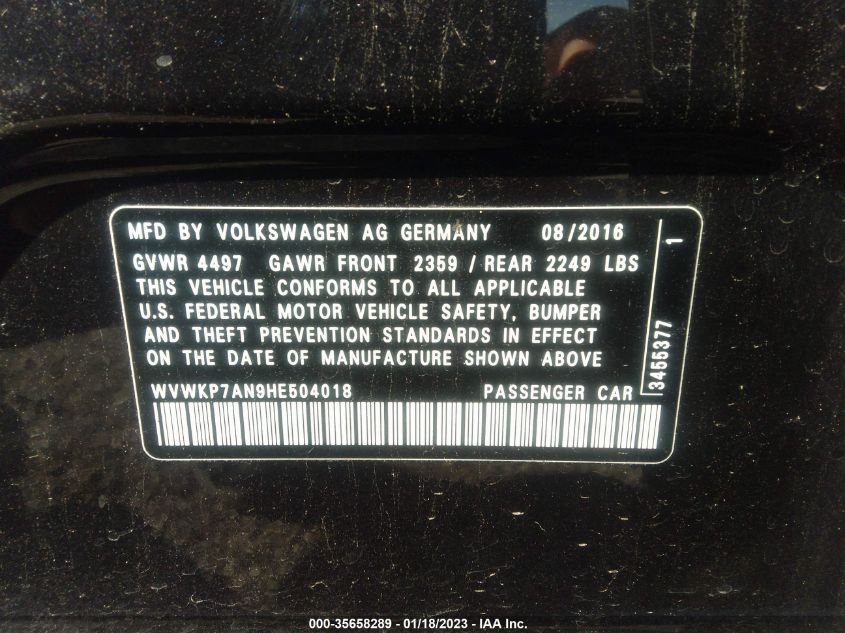 MFD BY VOLKSWAGEN AG GERMANY 08/2016
GVWR 4497 GAWR FRONT 2359 / REAR 2249 LBS
THIS VEHICLE CONFORMS TO ALL APPLICABLE
U.S. FEDERAL MOTOR VEHICLE SAFETY, BUMPER
AND THEFT PREVENTION STANDARDS IN EFFECT
ON THE DATE OF MANUFACTURE SHOWN ABOVE
WVWKP7AN9HE504018 PASSENGER CAR
3455377 1
000-35658289 - 01/18/2023 - IAA Inc.